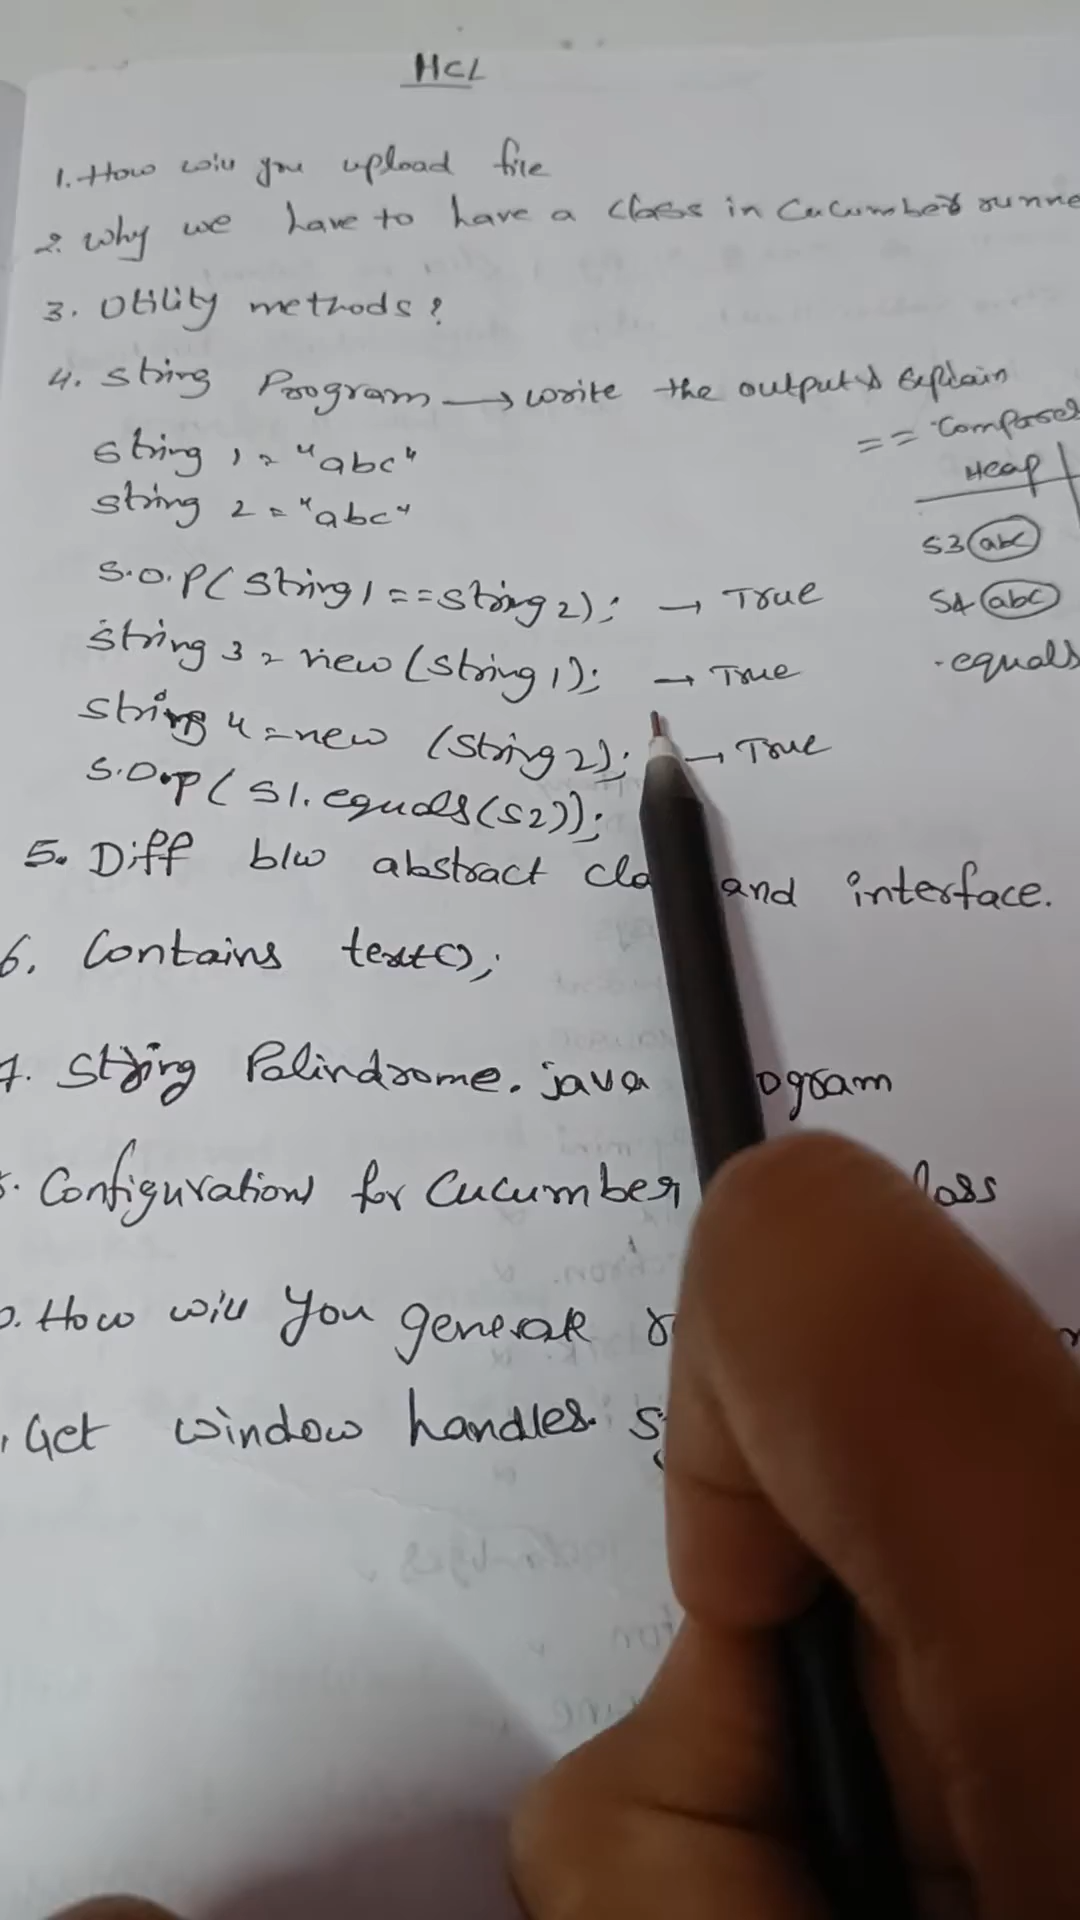 HCL
1. How will you upload file
2. Why we have to have a class in Cucumber runne
3. Utility methods?
4. String Program → write the output & explain
String 1 = "abc"
String 2 = "abc"
S.O.P(String1 == String2); → True
String 3 = new (String1); → True
String 4 = new (String2); → True
S.O.P(S1.equals(S2));
== Compares
Heap
S3 abc
S4 abc
.equals
5. Diff b/w abstract cla and interface.
6. Contains text();
7. String Palindrome. java ogram
Configurations for Cucumber lass
. How will you generate
. Get window handles.